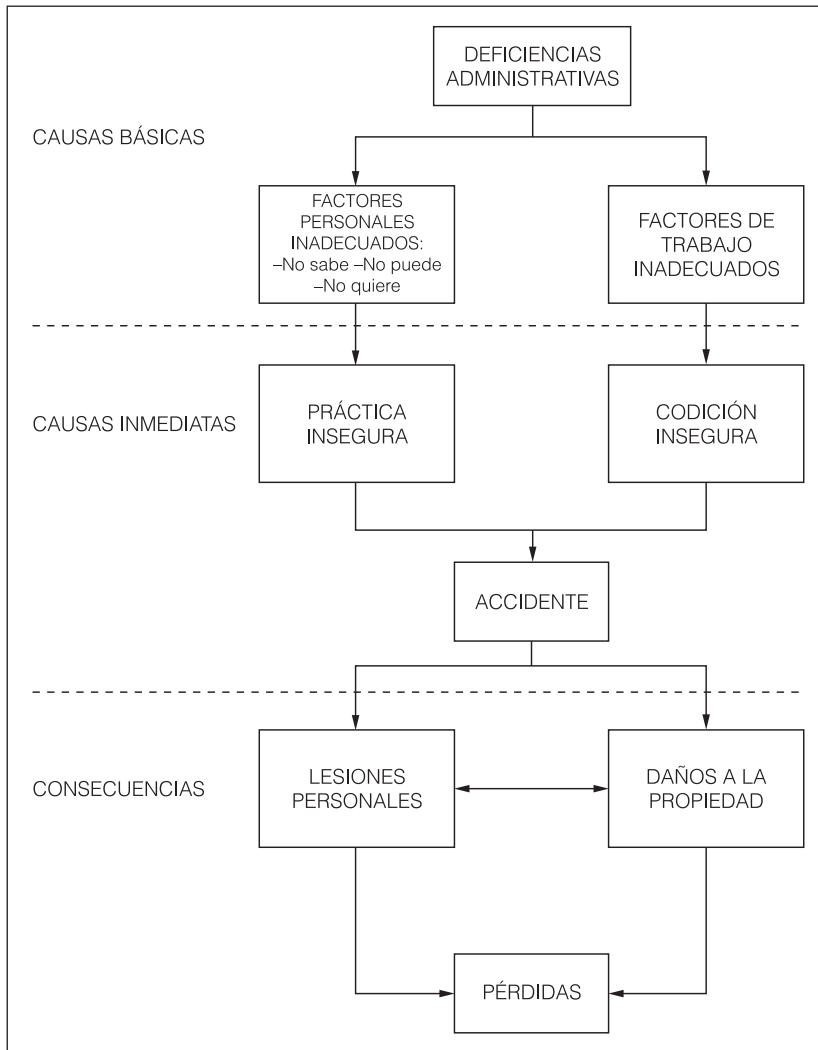 DEFICIENCIAS
ADMINISTRATIVAS
CAUSAS BÁSICAS
FACTORES
PERSONALES
INADECUADOS:
–No sabe –No puede
–No quiere
FACTORES DE
TRABAJO
INADECUADOS
CAUSAS INMEDIATAS
PRÁCTICA
INSEGURA
CODICIÓN
INSEGURA
ACCIDENTE
CONSECUENCIAS
LESIONES
PERSONALES
DAÑOS A LA
PROPIEDAD
PÉRDIDAS